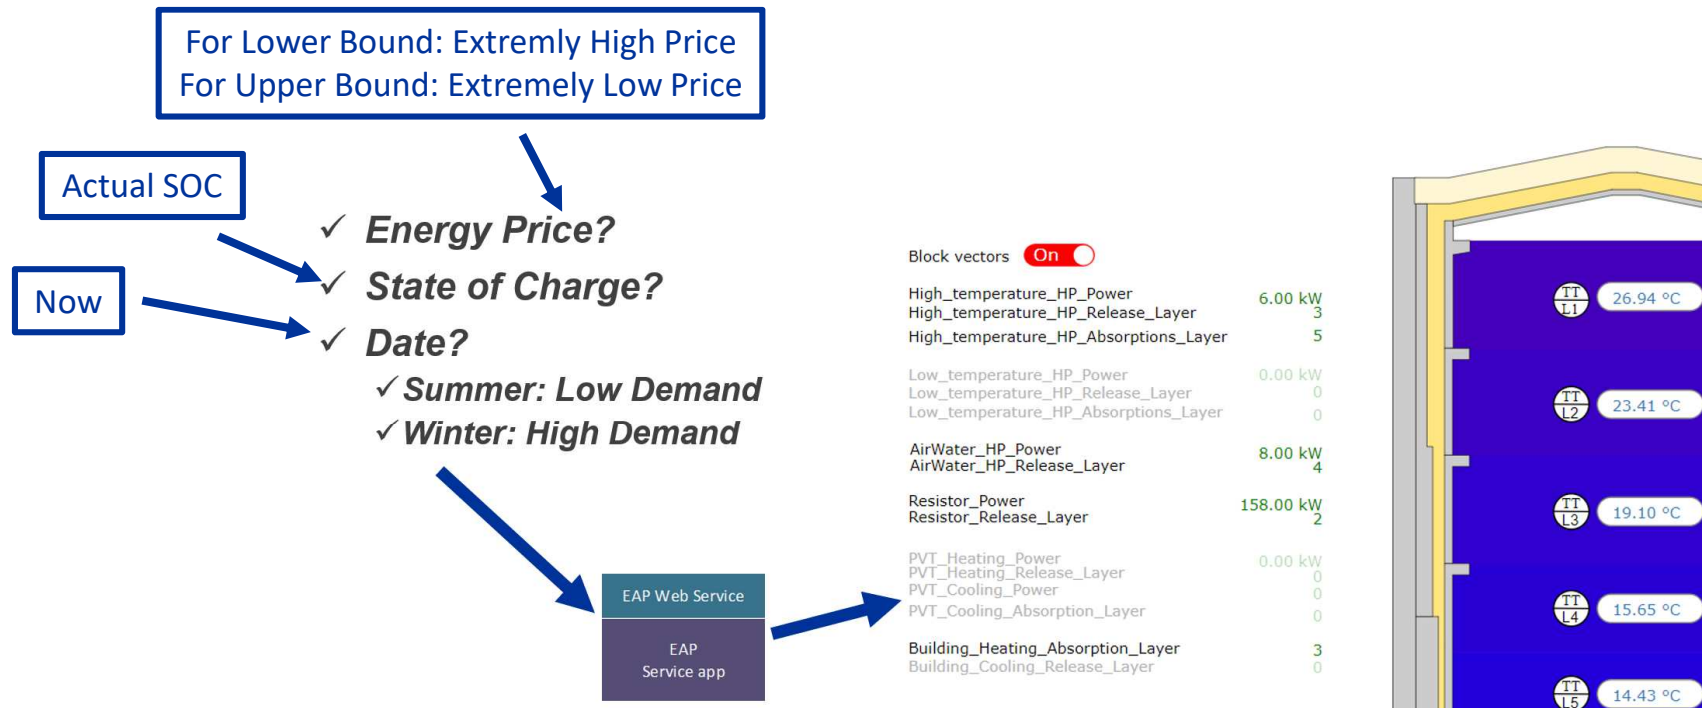 For Lower Bound: Extremly High Price
For Upper Bound: Extremely Low Price
Actual SOC
Now
✓ Energy Price?
✓ State of Charge?
✓ Date?
✓ Summer: Low Demand
✓ Winter: High Demand
EAP Web Service
EAP
Service app
Block vectors On
High_temperature_HP_Power 6.00 kW
High_temperature_HP_Release_Layer 3
High_temperature_HP_Absorptions_Layer 5
Low_temperature_HP_Power 0.00 kW
Low_temperature_HP_Release_Layer 0
Low_temperature_HP_Absorptions_Layer 0
AirWater_HP_Power 8.00 kW
AirWater_HP_Release_Layer 4
Resistor_Power 158.00 kW
Resistor_Release_Layer 2
PVT_Heating_Power 0.00 kW
PVT_Heating_Release_Layer 0
PVT_Cooling_Power 0
PVT_Cooling_Absorption_Layer 0
Building_Heating_Absorption_Layer 3
Building_Cooling_Release_Layer 0
TT L1 26.94 °C
TT L2 23.41 °C
TT L3 19.10 °C
TT L4 15.65 °C
TT L5 14.43 °C